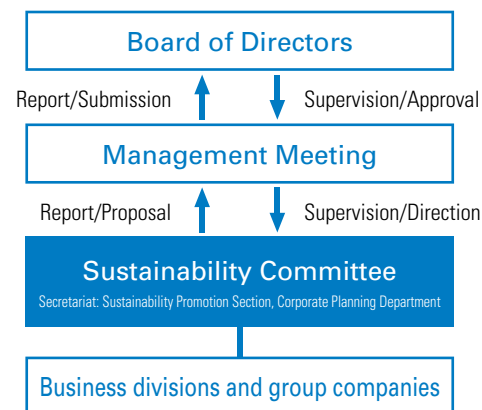 Board of Directors
Report/Submission
Supervision/Approval
Management Meeting
Report/Proposal
Supervision/Direction
Sustainability Committee
Secretariat: Sustainability Promotion Section, Corporate Planning Department
Business divisions and group companies